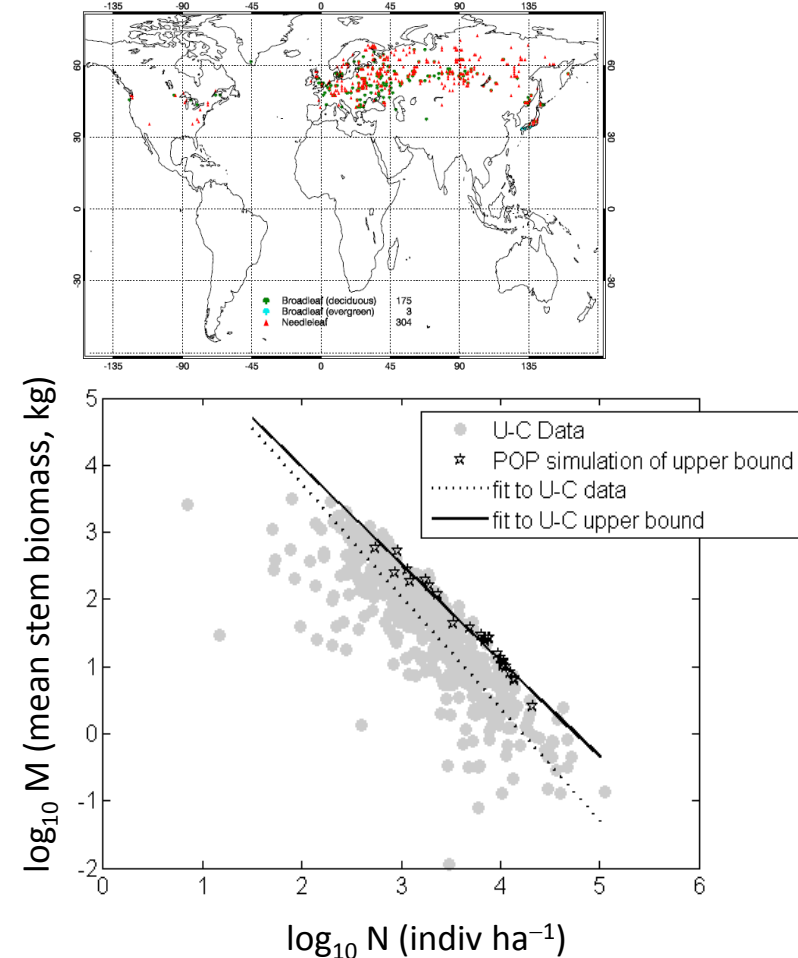 -135 -90 -45 0 45 90 135
60 60
30 30
0 0
-30 -30
Broadleaf (deciduous) 175
Broadleaf (evergreen) 3
Needleleaf 304
-135 -90 -45 0 45 90 135
log₁₀ M (mean stem biomass, kg)
5
4
3
2
1
0
-1
-2
U-C Data
POP simulation of upper bound
fit to U-C data
fit to U-C upper bound
0 1 2 3 4 5 6
log₁₀ N (indiv ha⁻¹)